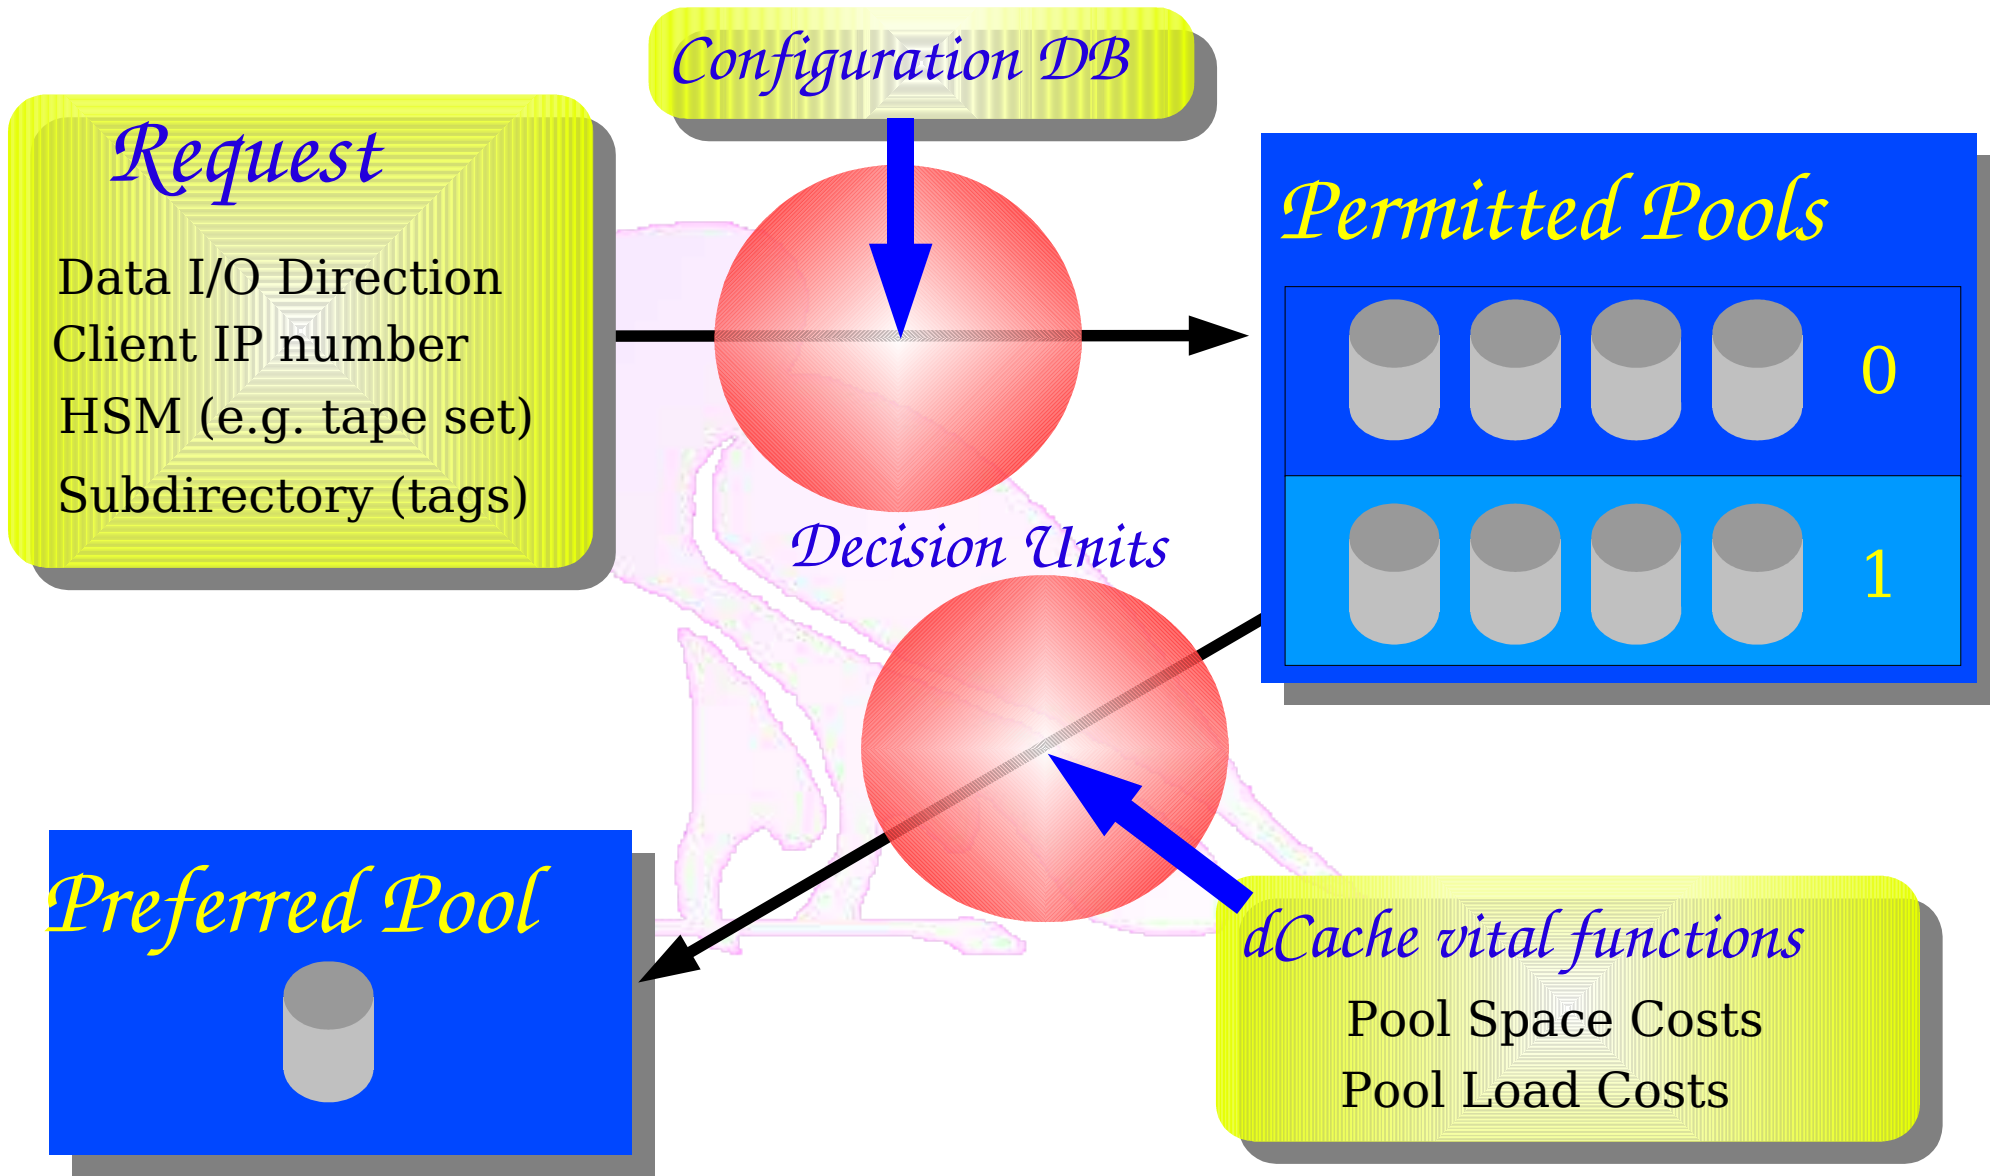 Configuration DB
Request
Data I/O Direction
Client IP number
HSM (e.g. tape set)
Subdirectory (tags)
Permitted Pools
0
1
Decision Units
Preferred Pool
dCache vital functions
Pool Space Costs
Pool Load Costs